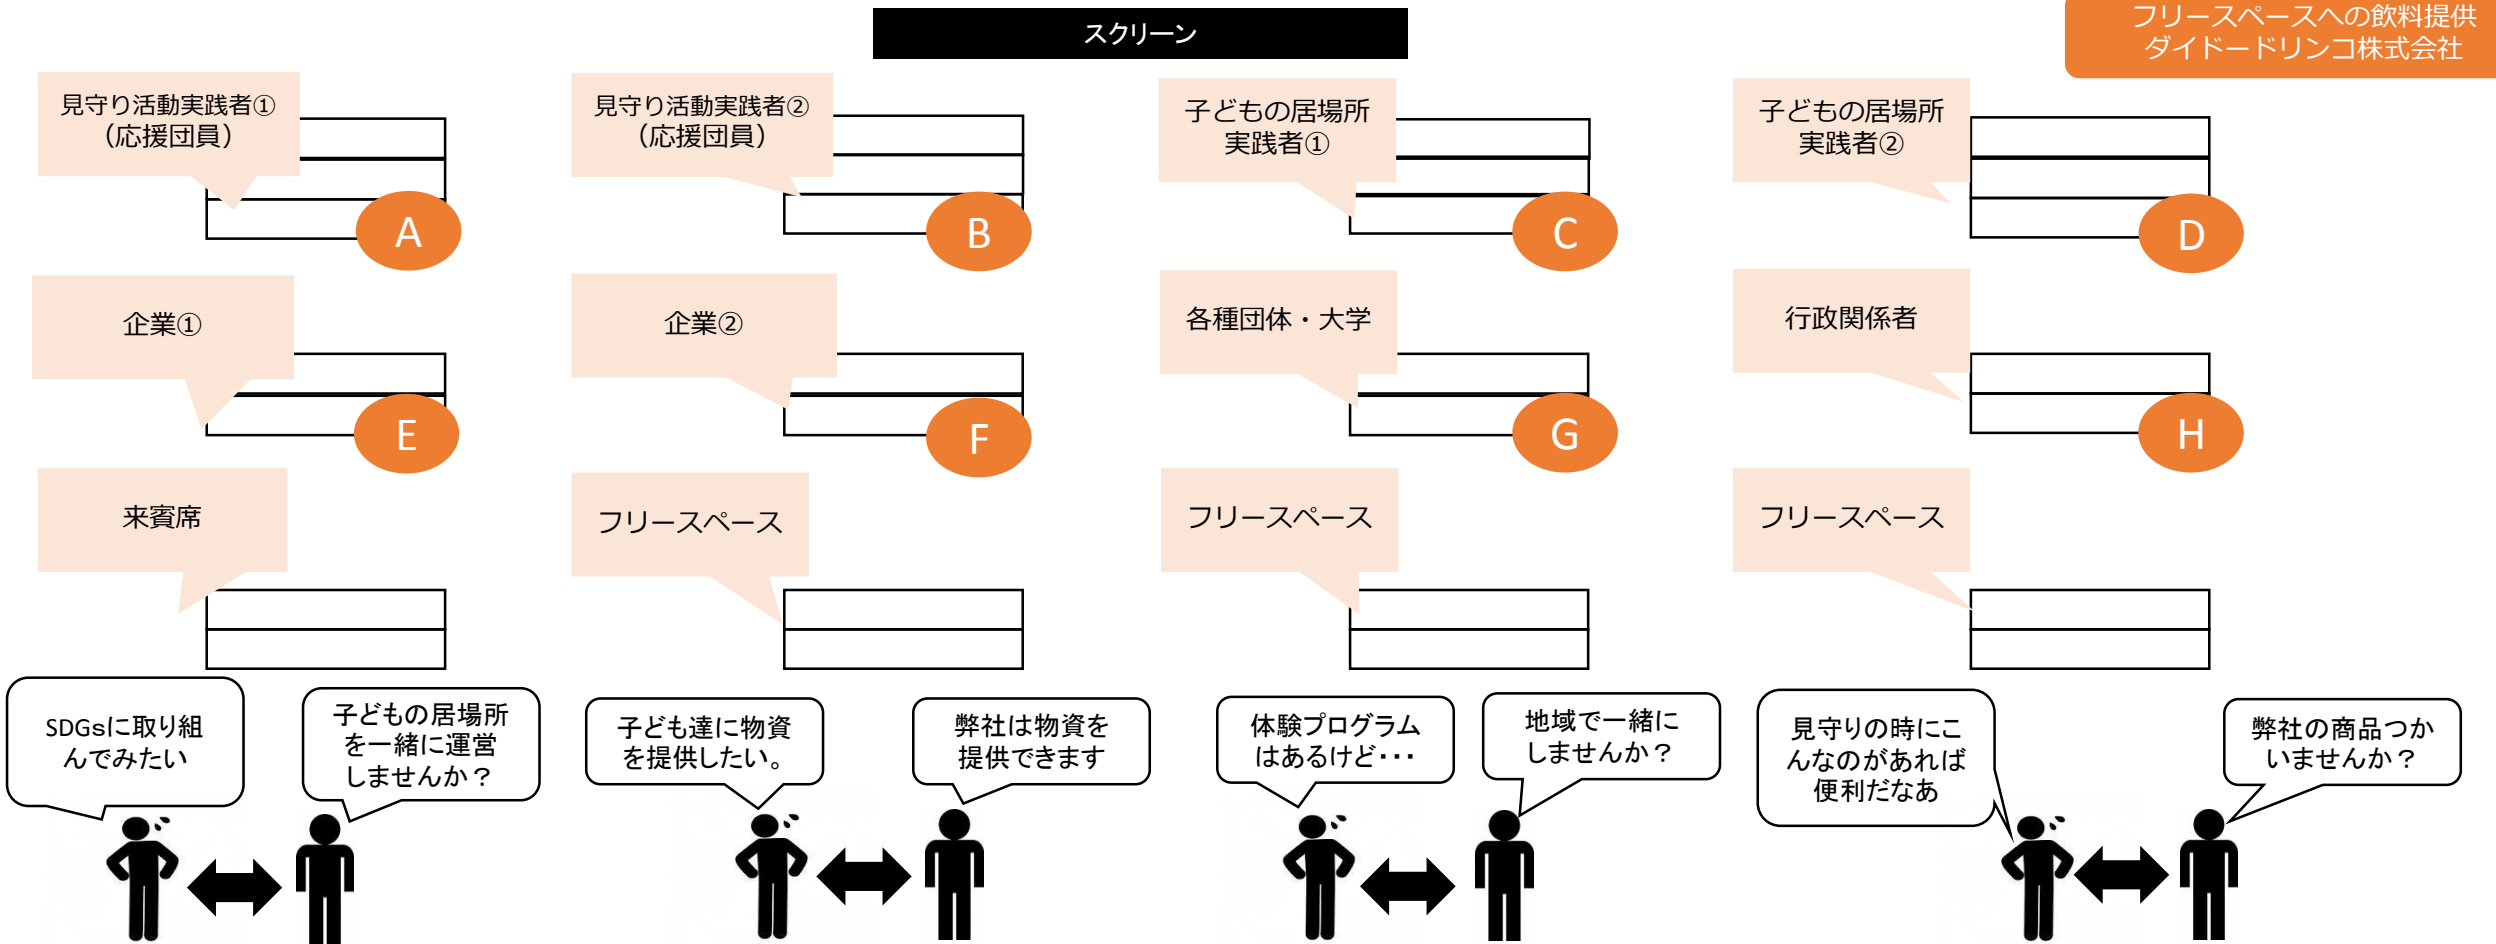 スクリーン
フリースペースへの飲料提供
ダイドードリンコ株式会社
見守り活動実践者①
（応援団員）
A
見守り活動実践者②
（応援団員）
B
子どもの居場所
実践者①
C
子どもの居場所
実践者②
D
企業①
E
企業②
F
各種団体・大学
G
行政関係者
H
来賓席
フリースペース
フリースペース
フリースペース
SDGsに取り組
んでみたい
子どもの居場所
を一緒に運営
しませんか？
子ども達に物資
を提供したい。
弊社は物資を
提供できます
体験プログラム
はあるけど・・・
地域で一緒に
しませんか？
見守りの時にこ
んなのがあれば
便利だなあ
弊社の商品つか
いませんか？